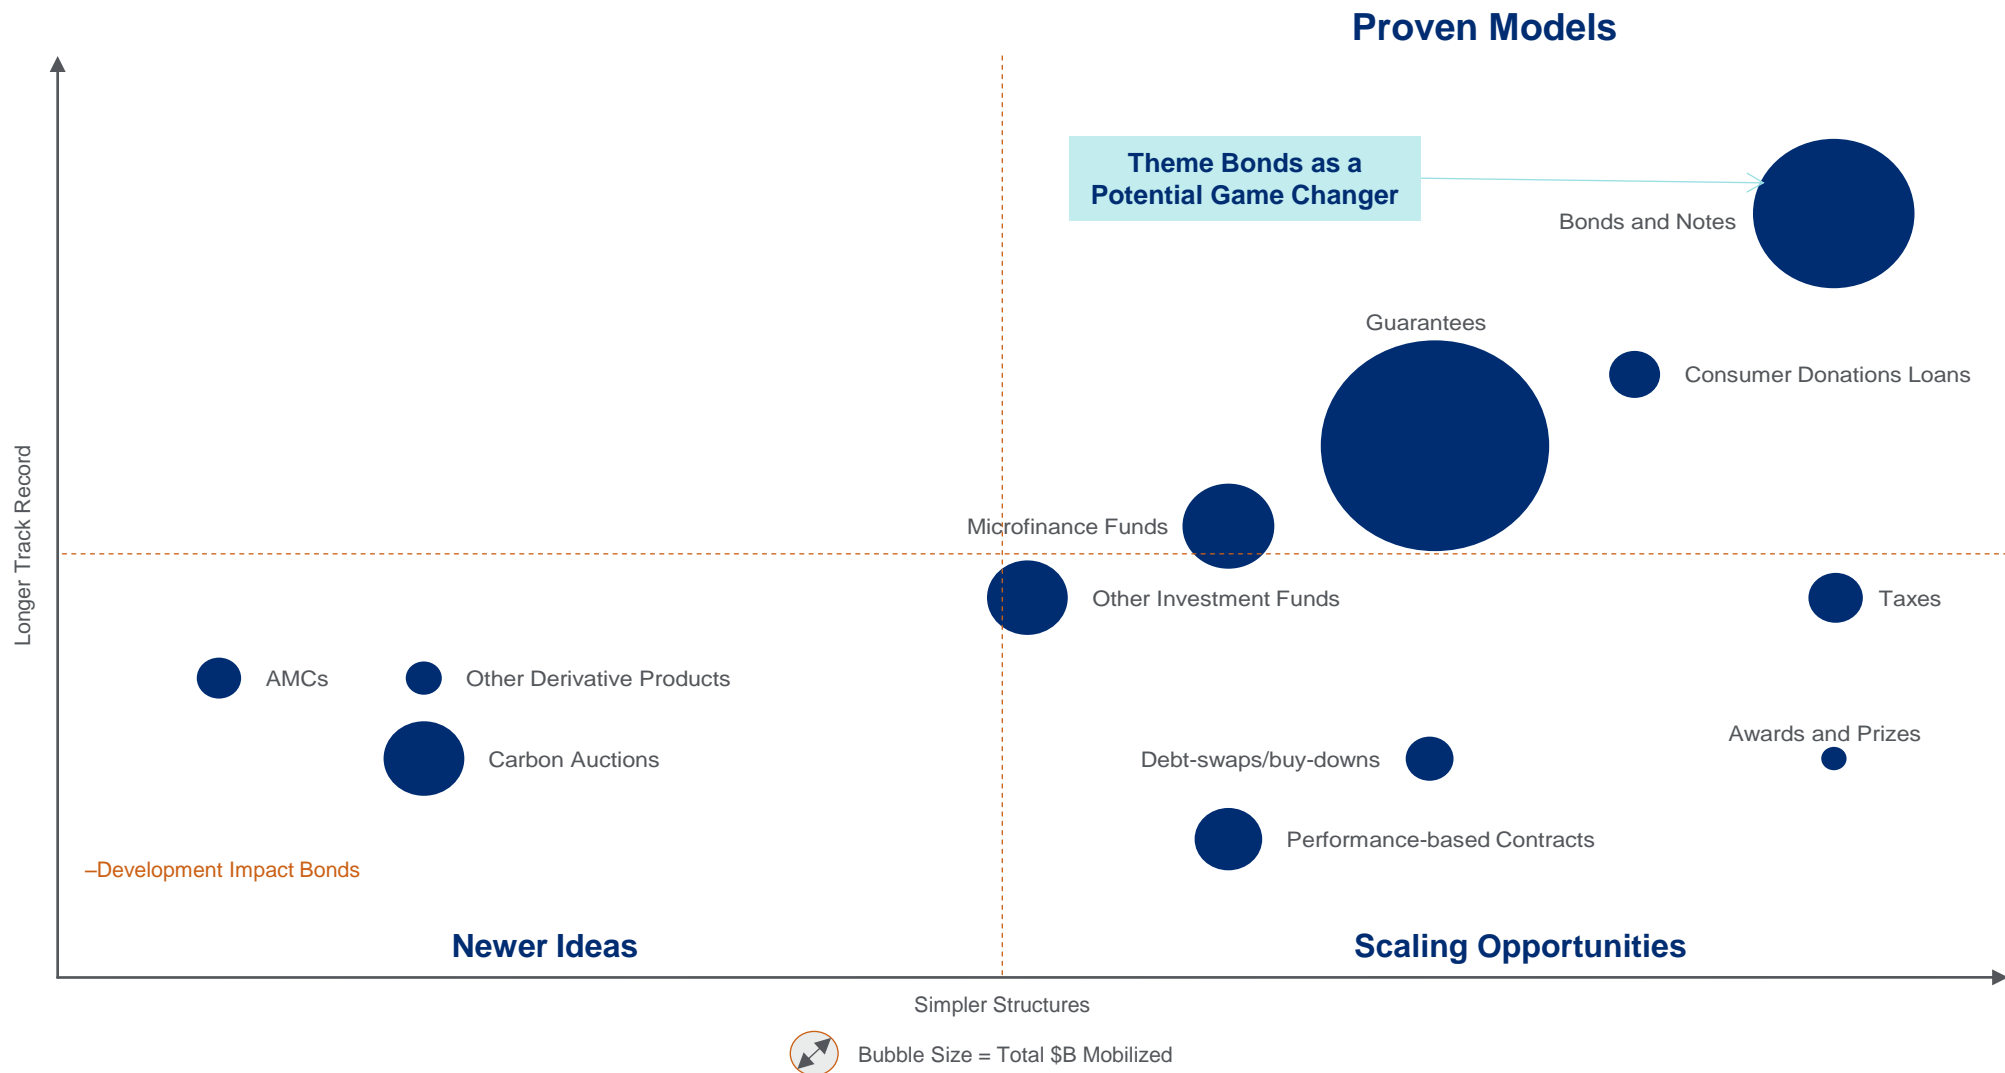 Proven Models
Theme Bonds as a
Potential Game Changer
Bonds and Notes
Guarantees
Consumer Donations Loans
Longer Track Record
Microfinance Funds
Other Investment Funds
Taxes
AMCs
Other Derivative Products
Awards and Prizes
Carbon Auctions
Debt-swaps/buy-downs
Performance-based Contracts
–Development Impact Bonds
Newer Ideas
Scaling Opportunities
Simpler Structures
Bubble Size = Total $B Mobilized